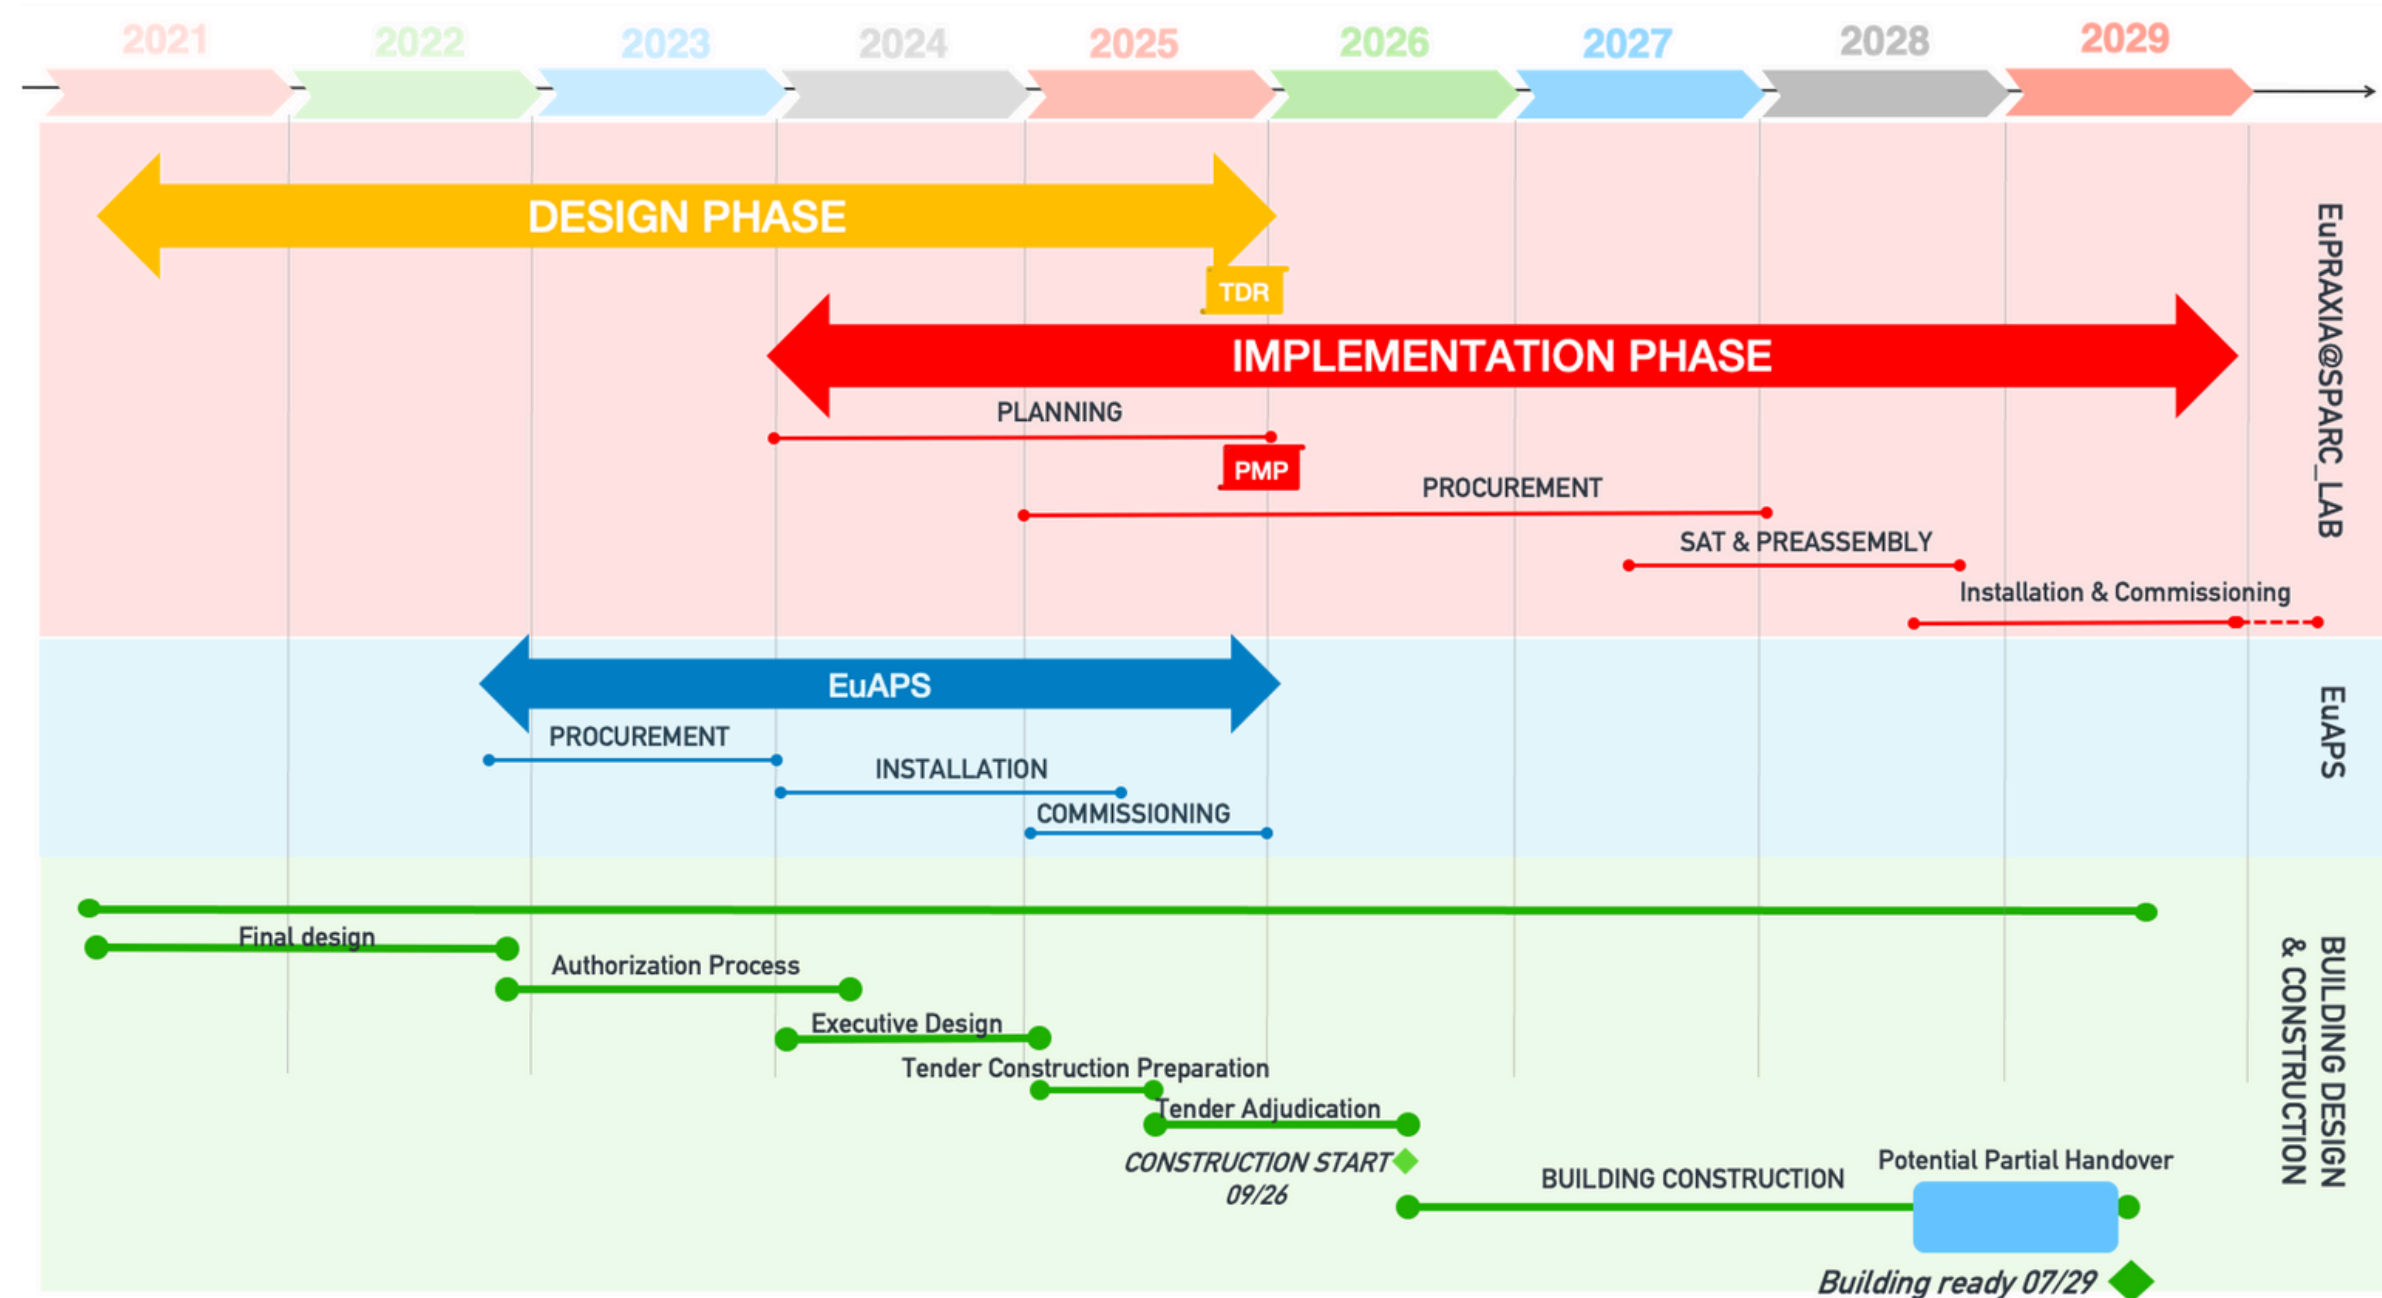 2021 2022 2023 2024 2025 2026 2027 2028 2029
DESIGN PHASE
TDR
IMPLEMENTATION PHASE
PLANNING
PMP
PROCUREMENT
SAT & PREASSEMBLY
Installation & Commissioning
EuPRAXIA@SPARC_LAB
EuAPS
PROCUREMENT
INSTALLATION
COMMISSIONING
EuAPS
Final design
Authorization Process
Executive Design
Tender Construction Preparation
Tender Adjudication
CONSTRUCTION START
09/26
BUILDING CONSTRUCTION
Potential Partial Handover
Building ready 07/29
BUILDING DESIGN
& CONSTRUCTION